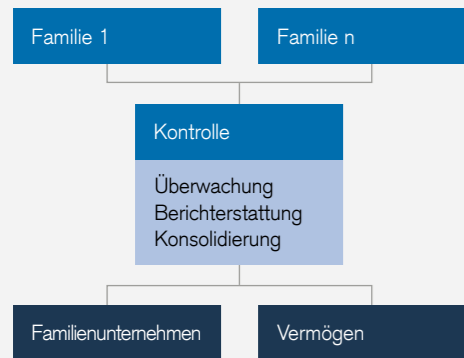 Familie 1
Familie n
Kontrolle
Überwachung
Berichterstattung
Konsolidierung
Familienunternehmen
Vermögen